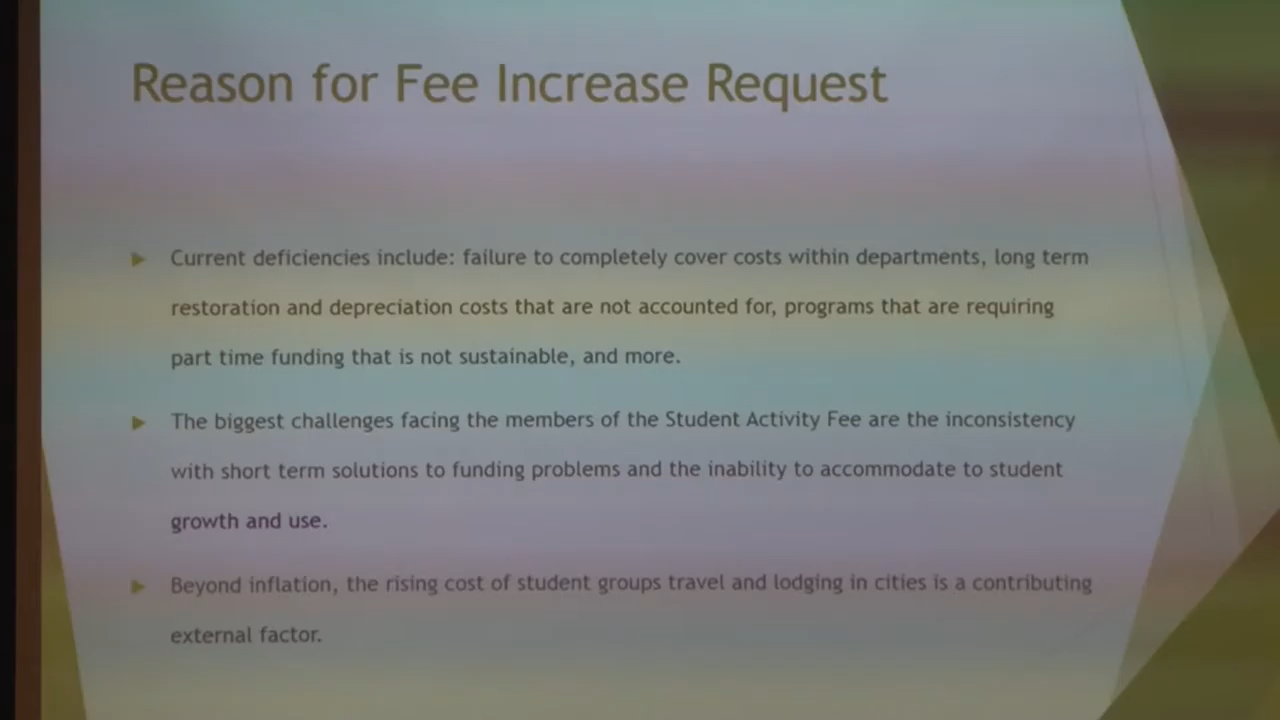 Reason for Fee Increase Request
Current deficiencies include: failure to completely cover costs within departments, long term
restoration and depreciation costs that are not accounted for, programs that are requiring
part time funding that is not sustainable, and more.
The biggest challenges facing the members of the Student Activity Fee are the inconsistency
with short term solutions to funding problems and the inability to accommodate to student
growth and use.
Beyond inflation, the rising cost of student groups travel and lodging in cities is a contributing
external factor.